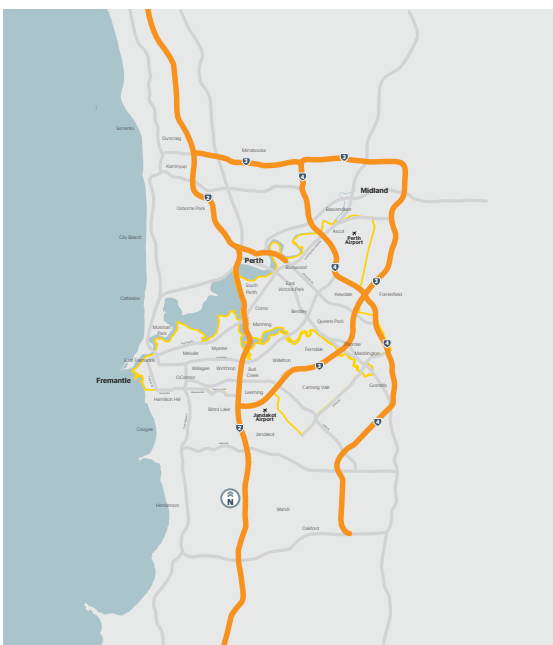 Sorrento
Duncraig
Mirrabooka
3
3
Karrinyup
4
Midland
2
Osborne Park
Bassendean
Ascot
City Beach
Perth
Airport
Perth
Burswood
4
3
South
Perth
East
Victoria Park
Cottesloe
Kewdale
Forrestfield
Como
Bentley
Mosman
Park
Manning
Queens Park
4
Melville
Myaree
Ferndale
Maddington
East Fremantle
Willetton
3
Willagee
Winthrop
Bull
Creek
Fremantle
O'Connor
Gosnells
Canning Vale
Leeming
Hamilton Hill
Bibra Lake
Jandakot
Airport
4
2
Coogee
Jandakot
N
Henderson
Wandi
Oakford